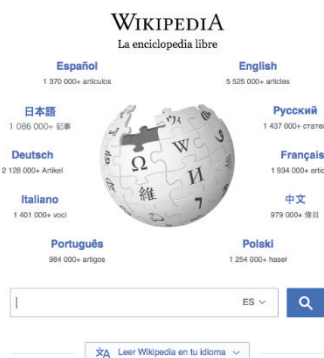 WIKIPEDIA
La enciclopedia libre
Español
1 370 000+ artículos
English
5 525 000+ articles
日本語
1 086 000+ 記事
Русский
1 437 000+ статей
Deutsch
2 128 000+ Artikel
Français
1 934 000+ artic
Italiano
1 401 000+ voci
中文
979 000+ 條目
Português
984 000+ artigos
Polski
1 254 000+ haseł
Ω
W
И
維
7
ES
Leer Wikipedia en tu idioma